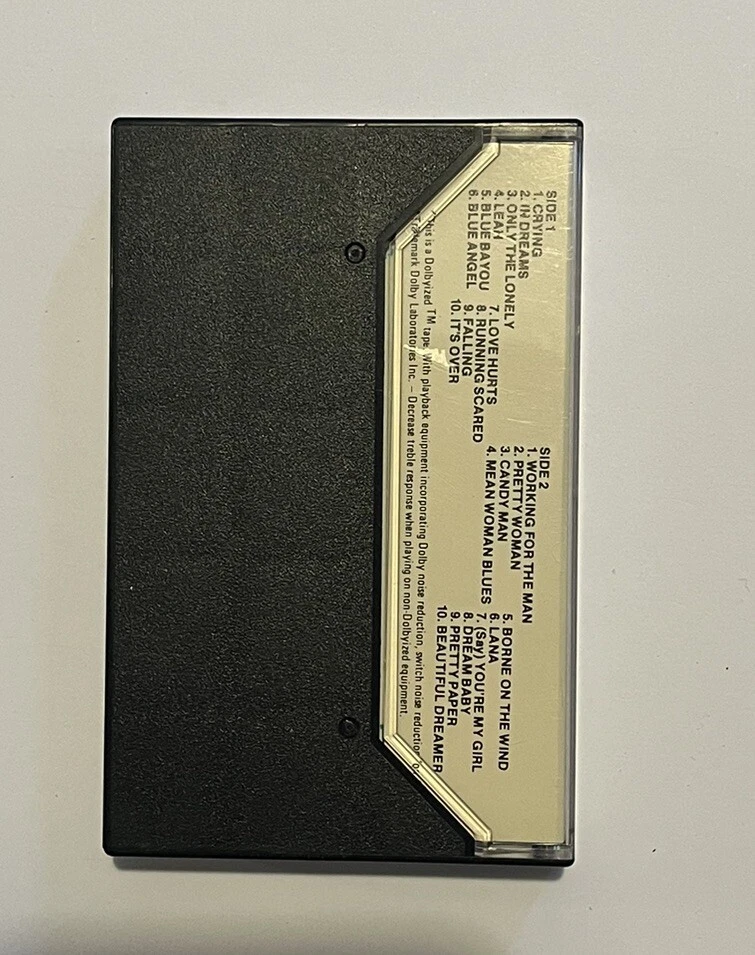 SIDE 1
1. CRYING
2. IN DREAMS
3. ONLY THE LONELY
4. LEAH
5. BLUE BAYOU
6. BLUE ANGEL
7. LOVE HURTS
8. RUNNING SCARED
9. FALLING
10. IT'S OVER
SIDE 2
1. WORKING FOR THE MAN
2. PRETTY WOMAN
3. CANDY MAN
4. MEAN WOMAN BLUES
5. BORNE ON THE WIND
6. LANA
7. (Say) YOU'RE MY GIRL
8. DREAM BABY
9. PRETTY PAPER
10. BEAUTIFUL DREAMER
This is a Dolbyized TM tape. With playback equipment incorporating Dolby noise reduction, switch noise reduction on.
Trademark Dolby Laboratories Inc. — Decrease treble response when playing on non-Dolbyized equipment.